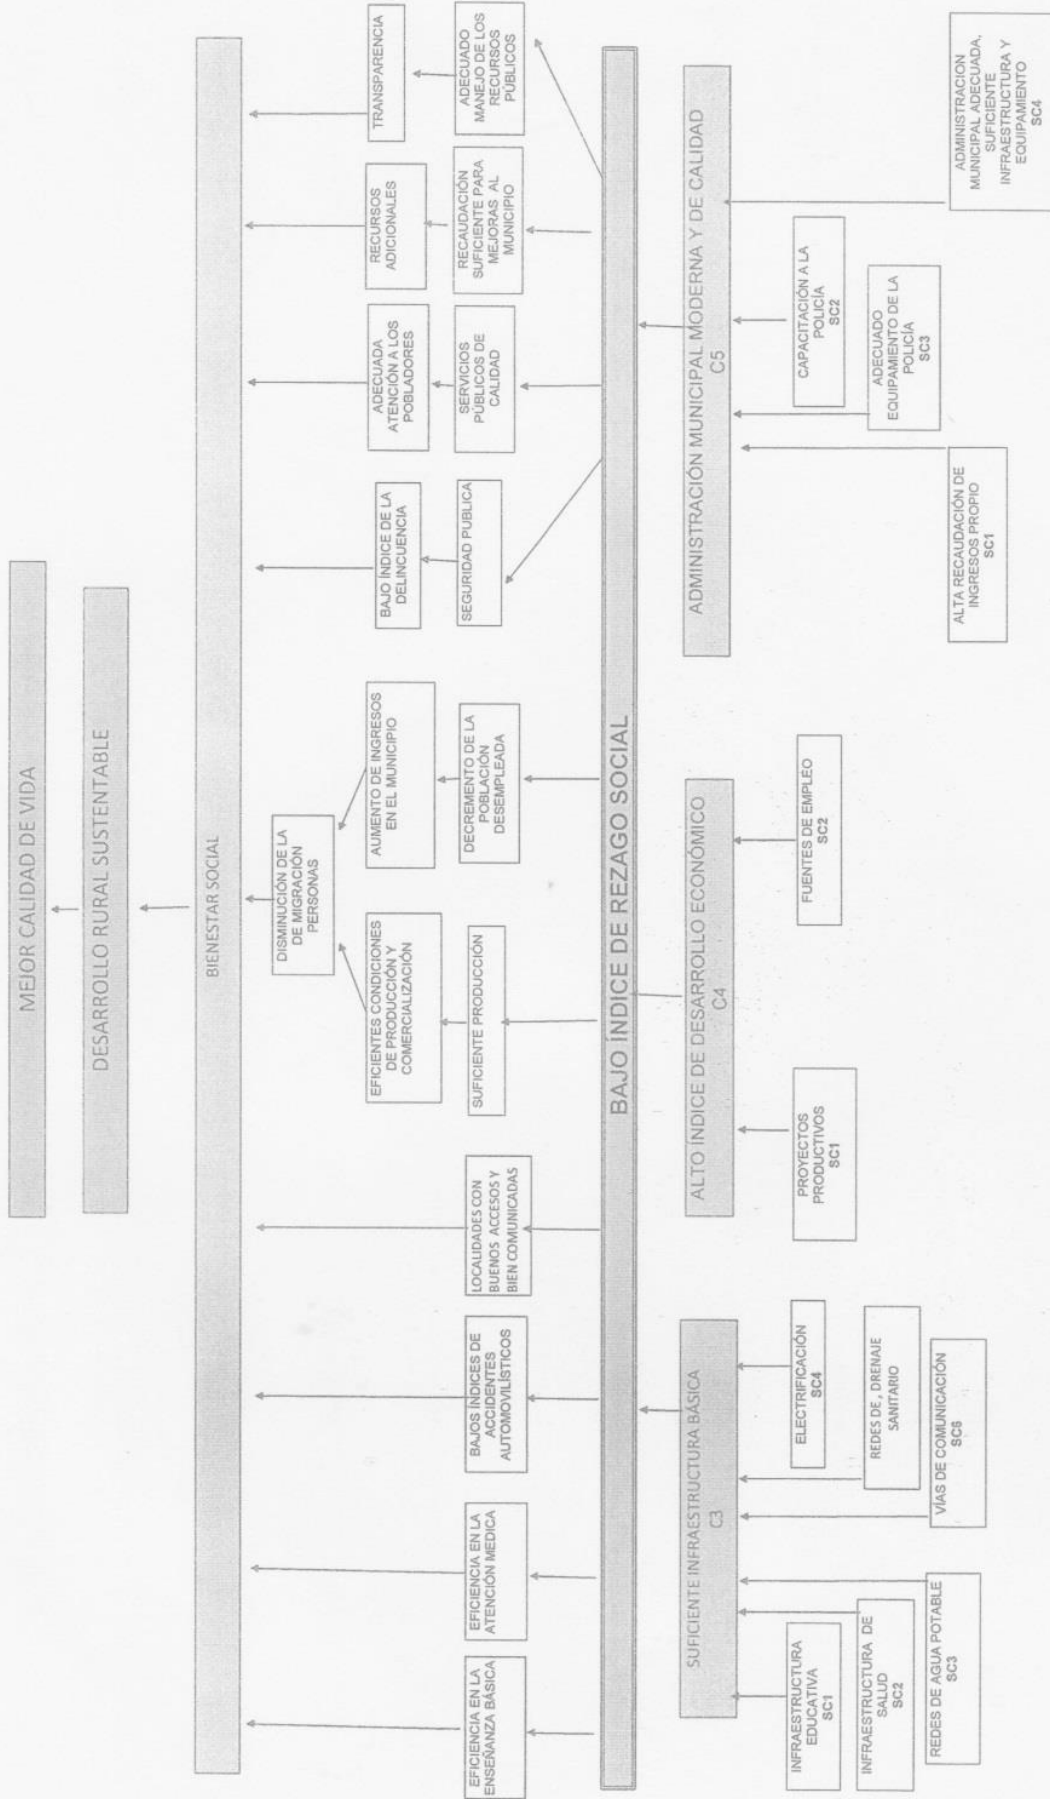 MEJOR CALIDAD DE VIDA
DESARROLLO RURAL SUSTENTABLE
BIENESTAR SOCIAL
DISMINUCIÓN DE LA
DE MIGRACIÓN
PERSONAS
EFICIENTES CONDICIONES
DE PRODUCCIÓN Y
COMERCIALIZACIÓN
AUMENTO DE INGRESOS
EN EL MUNICIPIO
BAJO ÍNDICE DE LA
DELINCUENCIA
ADECUADA
ATENCIÓN A LOS
POBLADORES
RECURSOS
ADICIONALES
TRANSPARENCIA
EFICIENCIA EN LA
ENSEÑANZA BÁSICA
EFICIENCIA EN LA
ATENCIÓN MEDICA
BAJOS ÍNDICES DE
ACCIDENTES
AUTOMOVILÍSTICOS
LOCALIDADES CON
BUENOS ACCESOS Y
BIEN COMUNICADAS
SUFICIENTE PRODUCCIÓN
DECREMENTO DE LA
POBLACIÓN
DESEMPLEADA
SEGURIDAD PUBLICA
SERVICIOS
PÚBLICOS DE
CALIDAD
RECAUDACIÓN
SUFICIENTE PARA
MEJORAS AL
MUNICIPIO
ADECUADO
MANEJO DE LOS
RECURSOS
PÚBLICOS
BAJO ÍNDICE DE REZAGO SOCIAL
SUFICIENTE INFRAESTRUCTURA BÁSICA
C3
ALTO ÍNDICE DE DESARROLLO ECONÓMICO
C4
ADMINISTRACIÓN MUNICIPAL MODERNA Y DE CALIDAD
C5
INFRAESTRUCTURA
EDUCATIVA
SC1
INFRAESTRUCTURA DE
SALUD
SC2
REDES DE AGUA POTABLE
SC3
ELECTRIFICACIÓN
SC4
REDES DE , DRENAJE
SANITARIO
VÍAS DE COMUNICACIÓN
SC6
PROYECTOS
PRODUCTIVOS
SC1
FUENTES DE EMPLEO
SC2
ALTA RECAUDACIÓN DE
INGRESOS PROPIO
SC1
CAPACITACIÓN A LA
POLICÍA
SC2
ADECUADO
EQUIPAMIENTO DE LA
POLICÍA
SC3
ADMINISTRACION
MUNICIPAL ADECUADA,
SUFICIENTE
INFRAESTRUCTURA Y
EQUIPAMIENTO
SC4